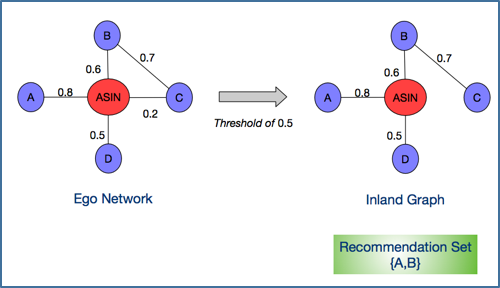 B
0.7
0.6
A
0.8
ASIN
0.2
C
0.5
D
Ego Network
Threshold of 0.5
B
0.7
0.6
A
0.8
ASIN
C
0.5
D
Inland Graph
Recommendation Set
{A,B}